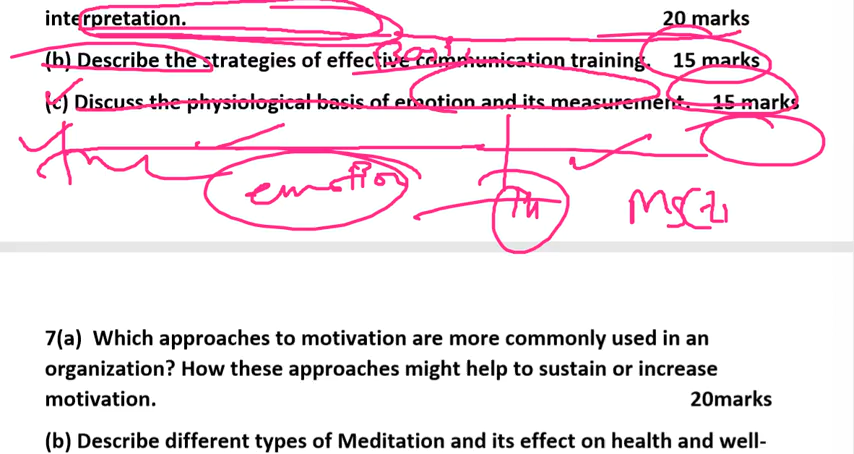 interpretation. 20 marks
(b) Describe the strategies of effective communication training. 15 marks
(c) Discuss the physiological basis of emotion and its measurement. 15 marks
emotion
7(a) Which approaches to motivation are more commonly used in an
organization? How these approaches might help to sustain or increase
motivation. 20marks
(b) Describe different types of Meditation and its effect on health and well-